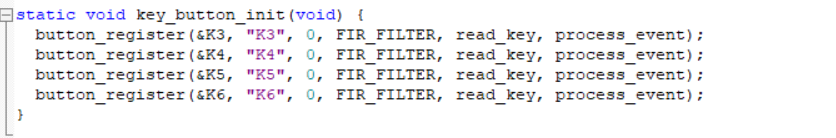 static void key_button_init(void) {
  button_register(&K3, "K3", 0, FIR_FILTER, read_key, process_event);
  button_register(&K4, "K4", 0, FIR_FILTER, read_key, process_event);
  button_register(&K5, "K5", 0, FIR_FILTER, read_key, process_event);
  button_register(&K6, "K6", 0, FIR_FILTER, read_key, process_event);
}